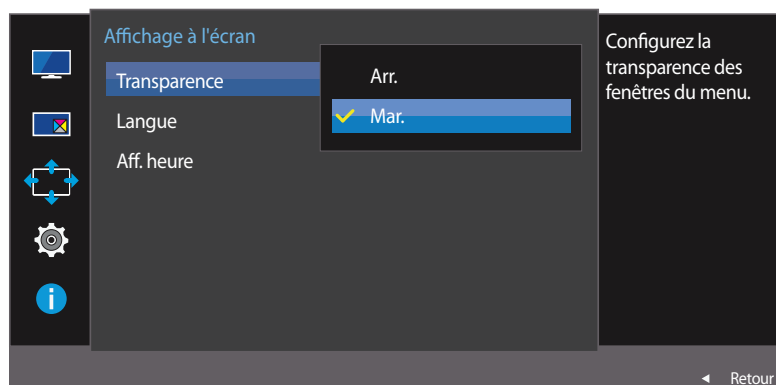 Affichage à l'écran
Transparence
Langue
Aff. heure
Arr.
Mar.
Configurez la
transparence des
fenêtres du menu.
Retour